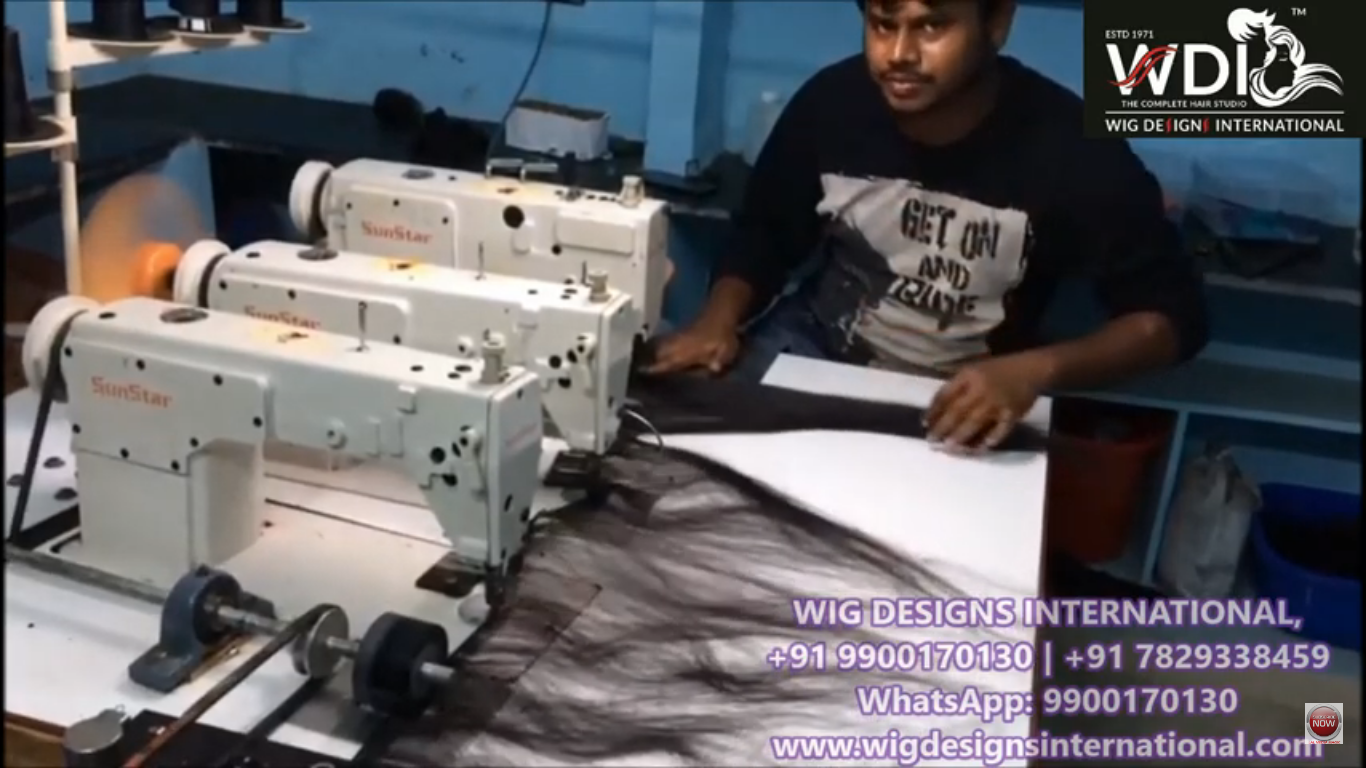 ESTD 1971
WDI
TM
THE COMPLETE HAIR STUDIO
WIG DESIGNS INTERNATIONAL
SunStar
SunStar
SunStar
GET ON
AND
WIG DESIGNS INTERNATIONAL,
+91 9900170130 | +91 7829338459
WhatsApp: 9900170130
www.wigdesignsinternational.com
NOW